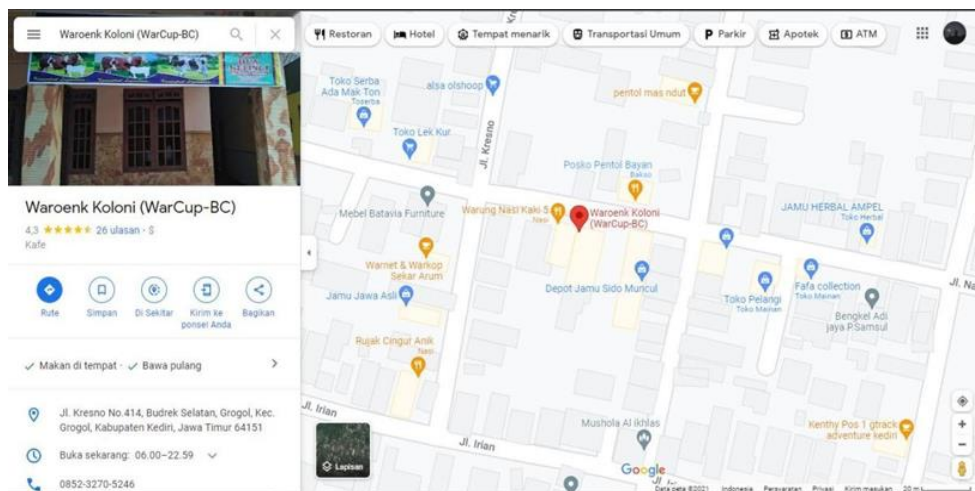 Waroenk Koloni (WarCup-BC)
Restoran
Hotel
Tempat menarik
Transportasi Umum
Parkir
Apotek
ATM
Waroenk Koloni (WarCup-BC)
4,3
26 ulasan · $
Kafe
Rute
Simpan
Di Sekitar
Kirim ke
ponsel Anda
Bagikan
Makan di tempat · Bawa pulang
Jl. Kresno No.414, Budrek Selatan, Grogol, Kec.
Grogol, Kabupaten Kediri, Jawa Timur 64151
Buka sekarang: 06.00–22.59
0852-3270-5246
Toko Serba
Ada Mak Ton
Toserba
alsa olshoop
pentol mas ndut
Toko Lek Kur
Jl. Kresno
Posko Pentol Bayan
Bakso
Mebel Batavia Furniture
Warung Nasi Kaki 5
Nasi
Waroenk Koloni
(WarCup-BC)
JAMU HERBAL AMPEL
Toko Herbal
Warnet & Warkop
Sekar Arum
Jamu Jawa Asli
Depot Jamu Sido Muncul
Toko Pelangi
Toko Mainan
Fafa collection
Toko Mainan
Bengkel Adi
jaya P.Samsul
Rujak Cingur Anik
Nasi
Jl. Irian
Jl. Irian
Mushola Al Ikhlas
Kenthy Pos 1 gtrack
adventure kediri
Lapisan
Google
Data peta ©2021
Indonesia
Persyaratan
Privasi
Kirim masukan
20 m